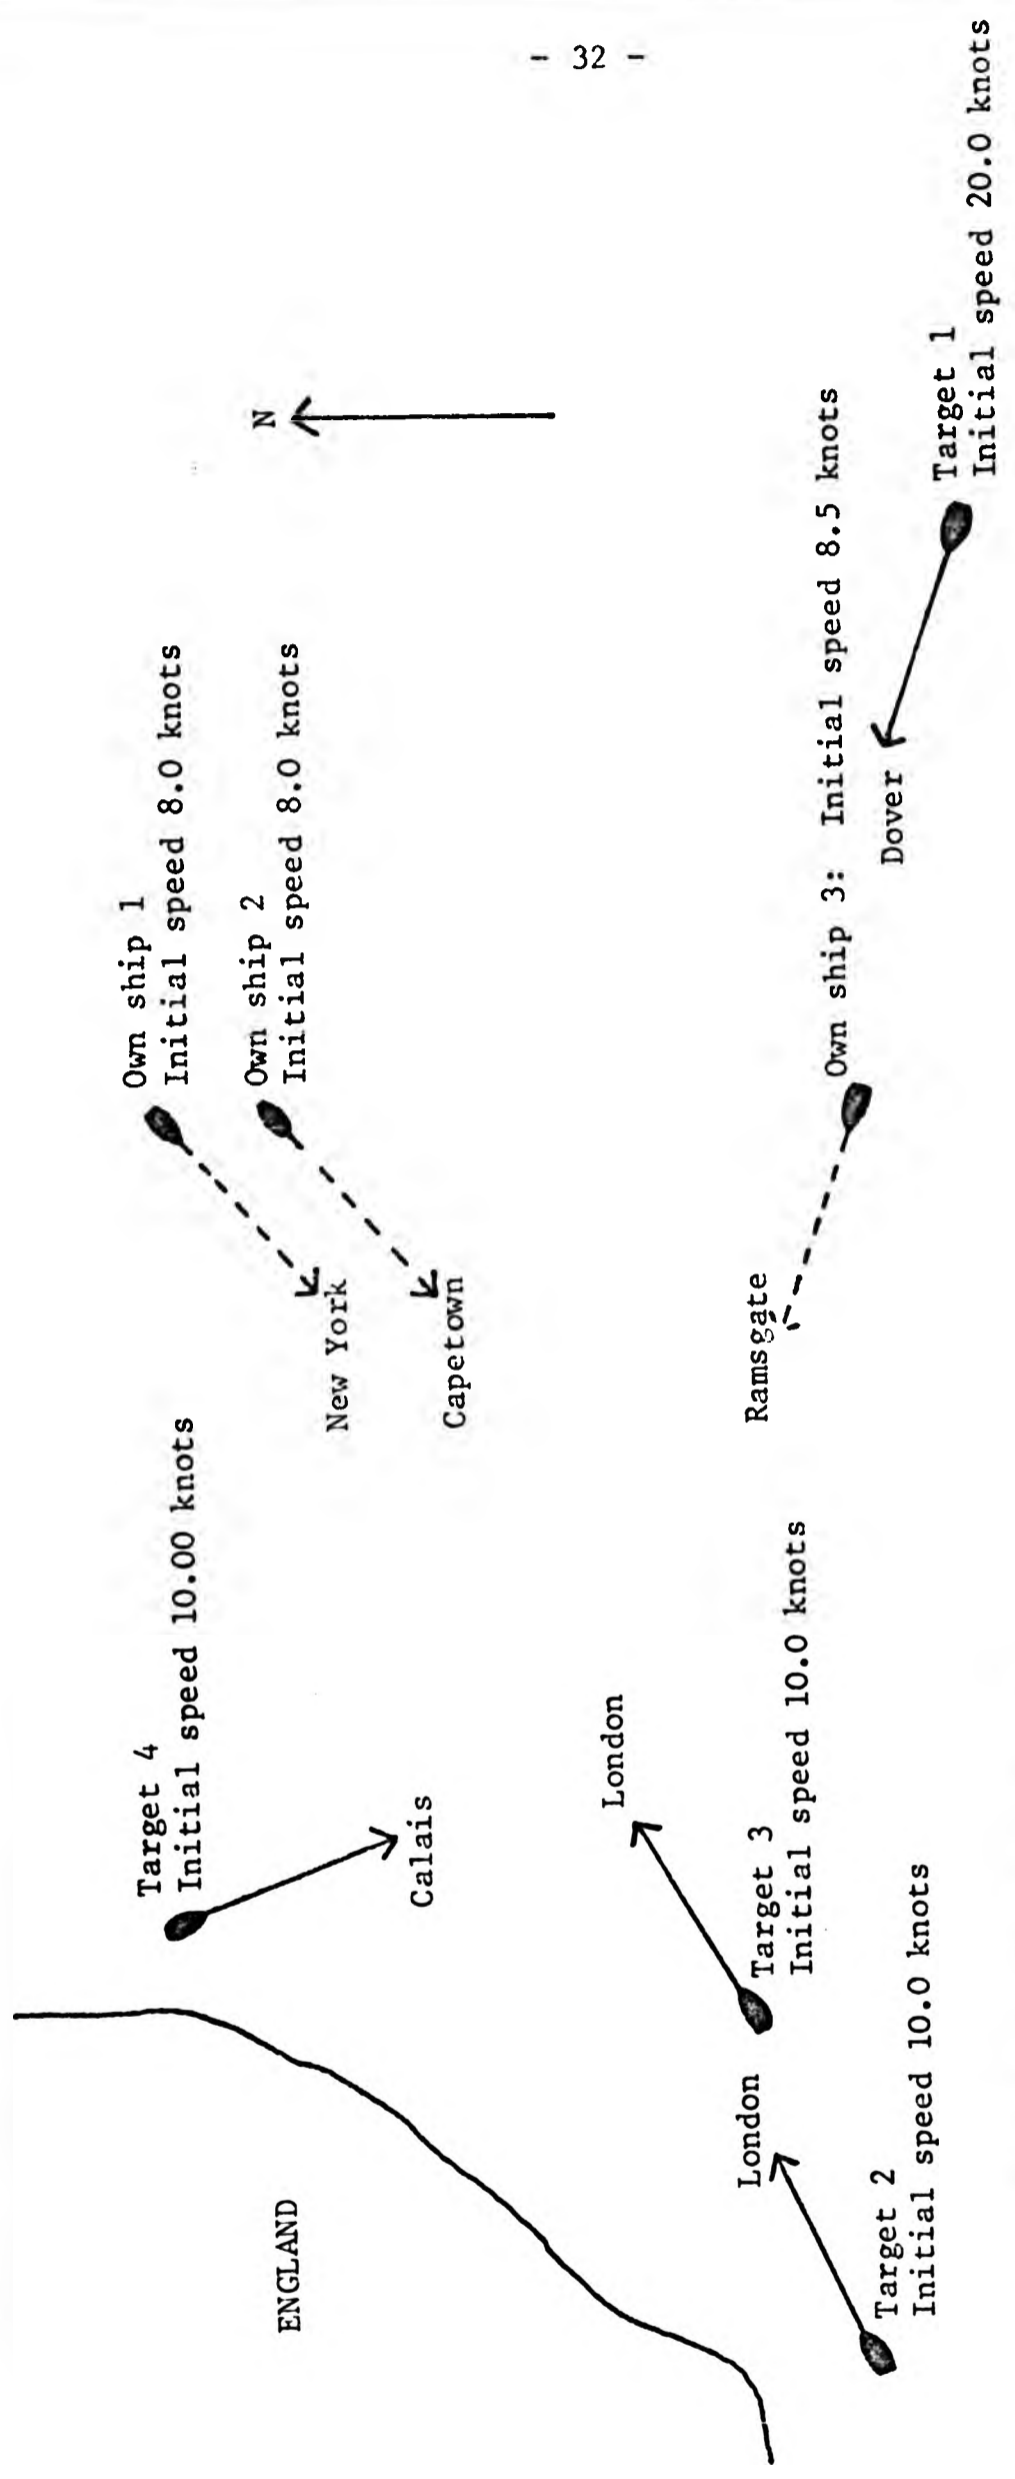 - 32 -
Target 4
Initial speed 10.00 knots
Calais
Own ship 1
Initial speed 8.0 knots
New York
Own ship 2
Initial speed 8.0 knots
Capetown
N
ENGLAND
London
Target 3
Initial speed 10.0 knots
London
Target 2
Initial speed 10.0 knots
Ramsgate
Own ship 3: Initial speed 8.5 knots
Dover
Target 1
Initial speed 20.0 knots